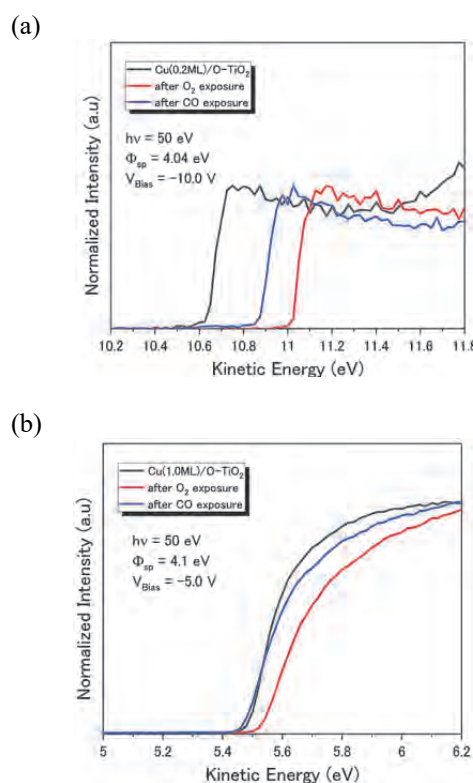 (a)
Cu(0.2ML)/O-TiO₂
after O₂ exposure
after CO exposure
hν = 50 eV
Φsp = 4.04 eV
VBias = −10.0 V
Normalized Intensity (a.u)
10.2 10.4 10.6 10.8 11 11.2 11.4 11.6 11.8
Kinetic Energy (eV)
(b)
Cu(1.0ML)/O-TiO₂
after O₂ exposure
after CO exposure
hν = 50 eV
Φsp = 4.1 eV
VBias = −5.0 V
Normalized Intensity (a.u)
5 5.2 5.4 5.6 5.8 6 6.2
Kinetic Energy (eV)